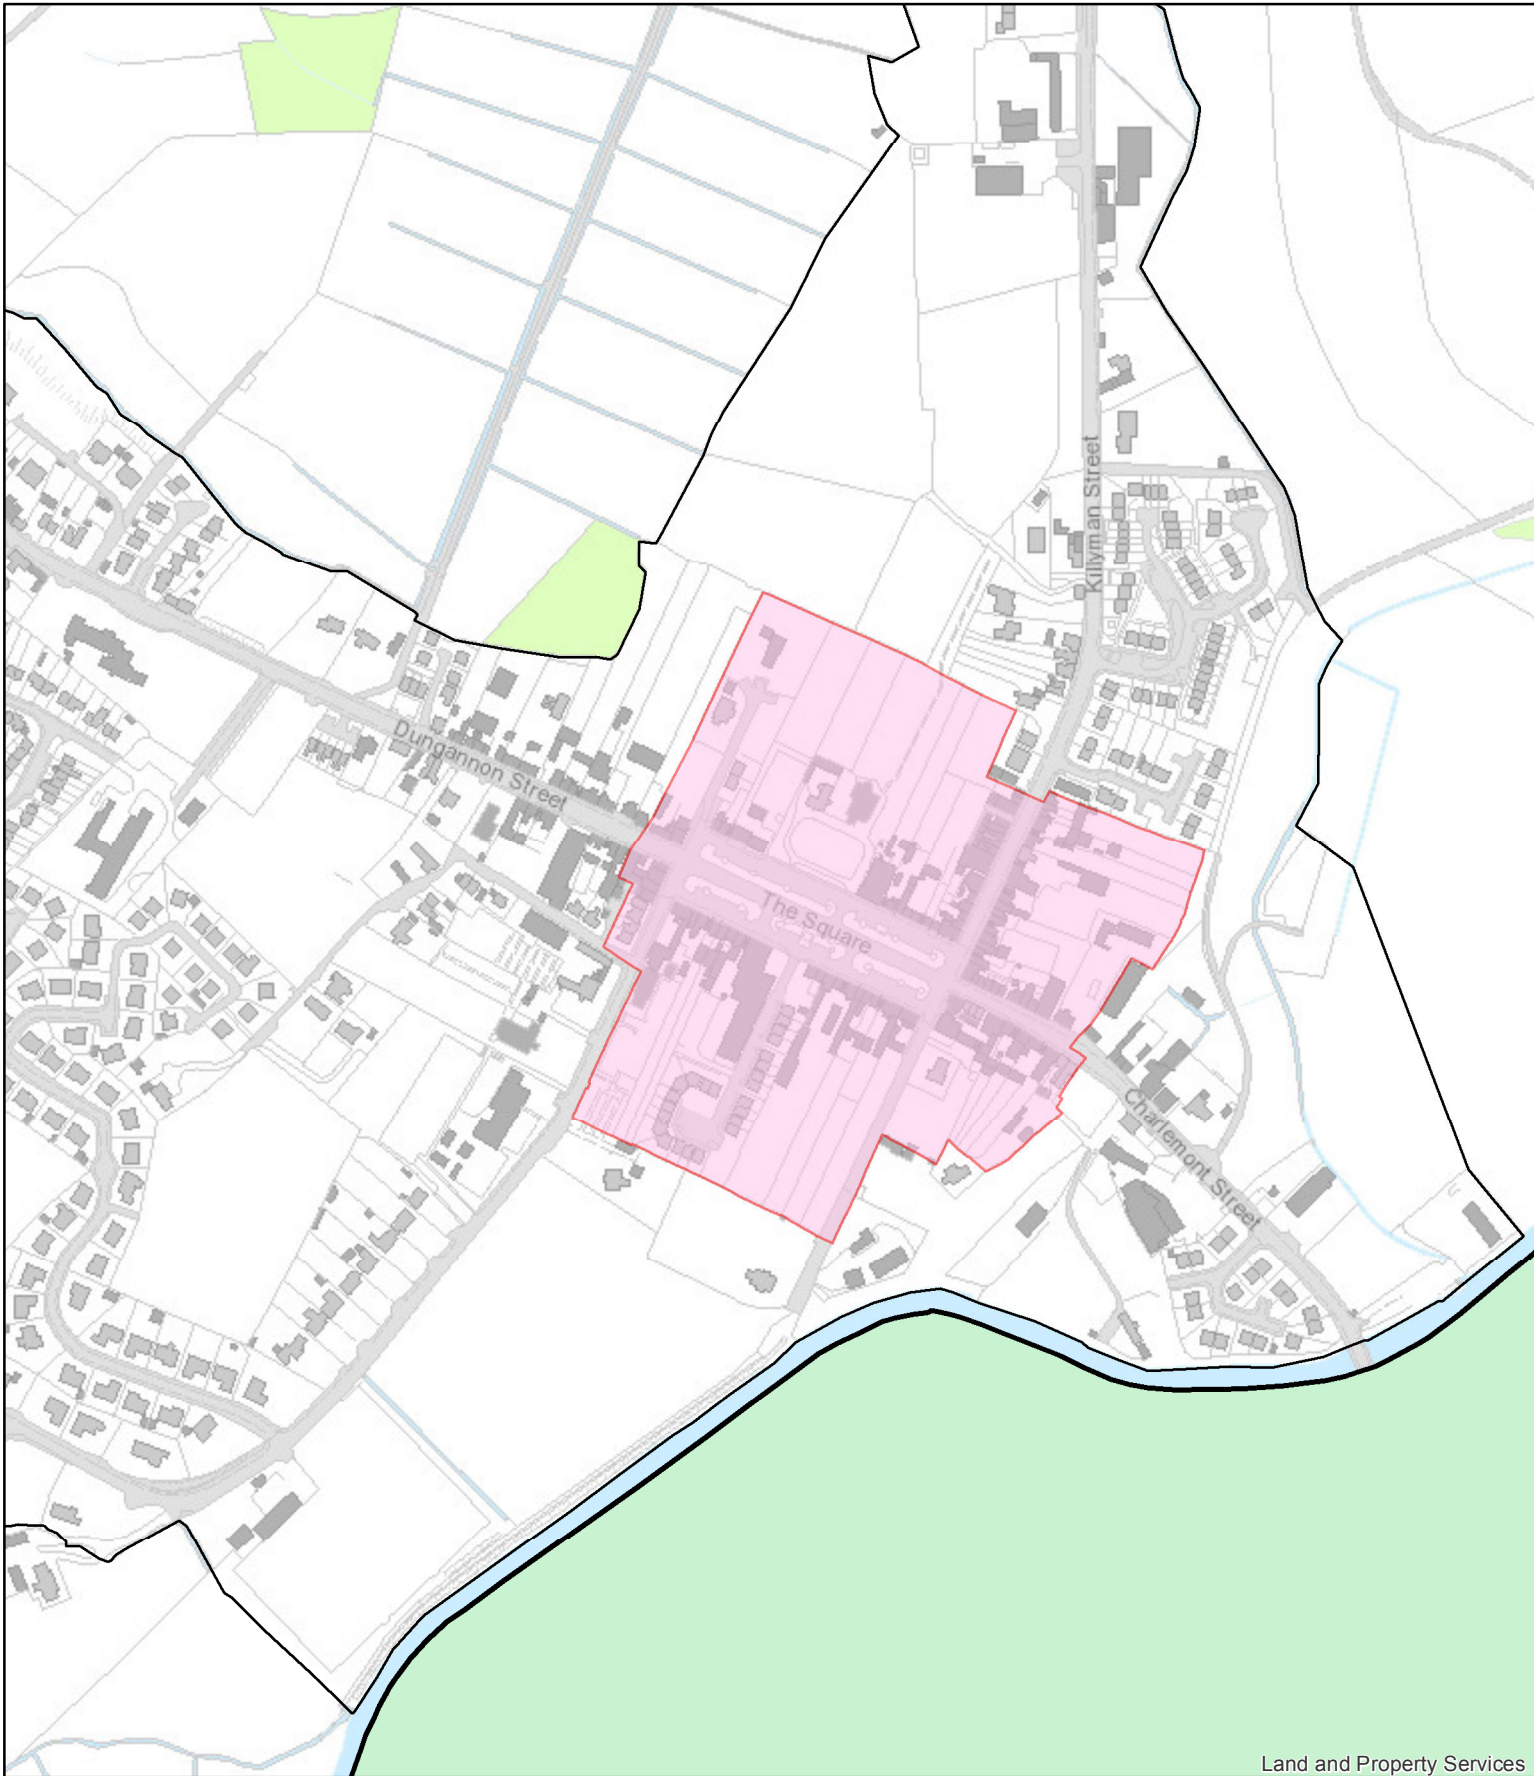 Killyman Street
Dungannon Street
The Square
Charlemont Street
Land and Property Services